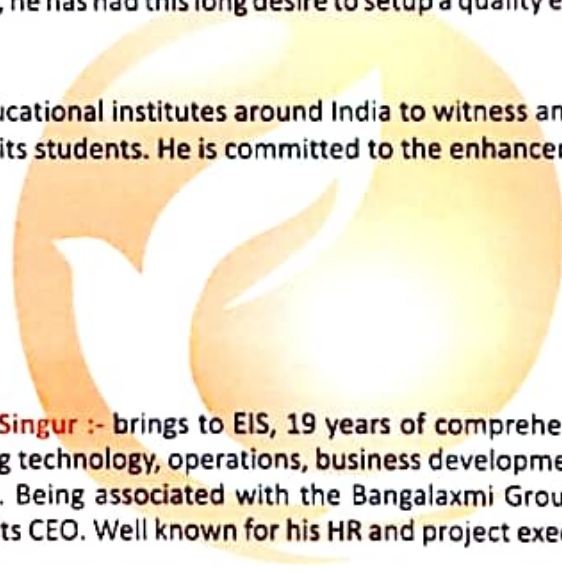 he has had this long desire to setup a quality e
ucational institutes around India to witness an
its students. He is committed to the enhancer
Singur :- brings to EIS, 19 years of comprehe
g technology, operations, business developme
. Being associated with the Bangalaxmi Grou
ts CEO. Well known for his HR and project exe